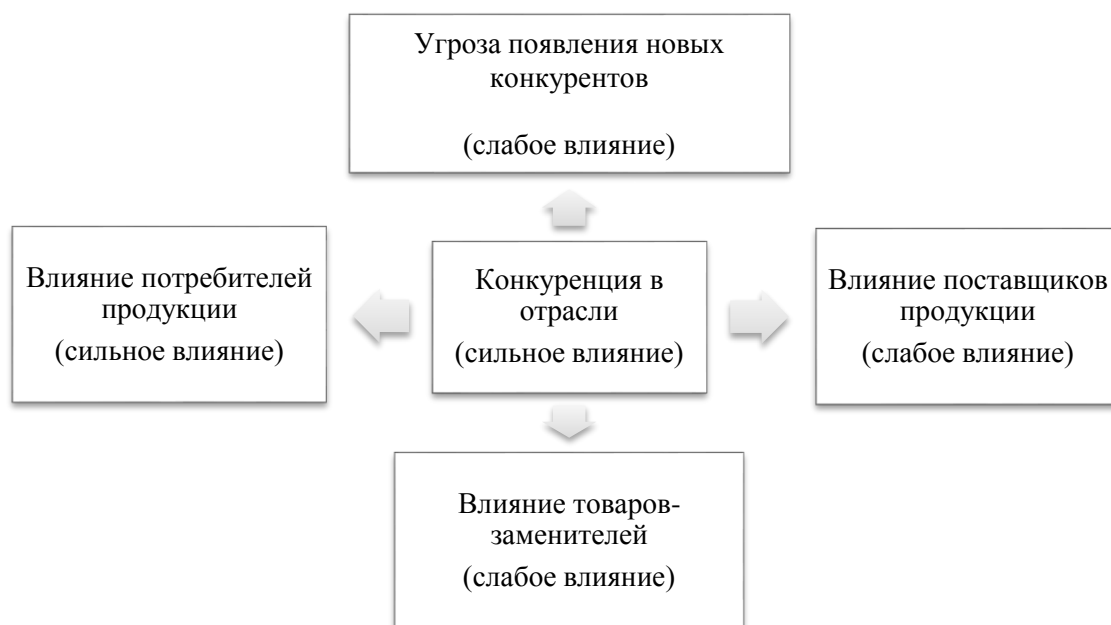 Угроза появления новых
конкурентов
(слабое влияние)
Влияние потребителей
продукции
(сильное влияние)
Конкуренция в
отрасли
(сильное влияние)
Влияние поставщиков
продукции
(слабое влияние)
Влияние товаров-
заменителей
(слабое влияние)